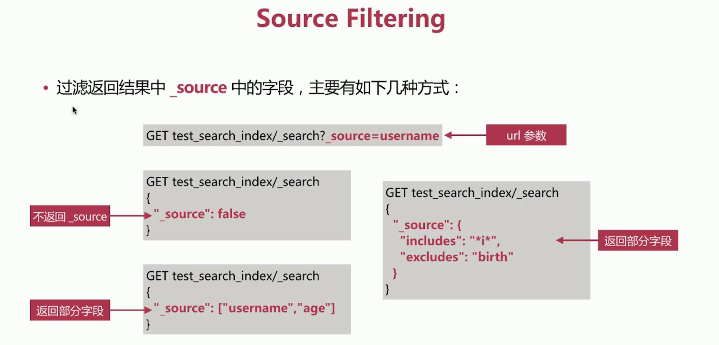 Source Filtering
• 过滤返回结果中 _source 中的字段，主要有如下几种方式：
GET test_search_index/_search?_source=username
url 参数
GET test_search_index/_search
{
"_source": false
}
不返回 _source
GET test_search_index/_search
{
"_source": ["username","age"]
}
返回部分字段
GET test_search_index/_search
{
"_source": {
"includes": "*i*",
"excludes": "birth"
}
}
返回部分字段